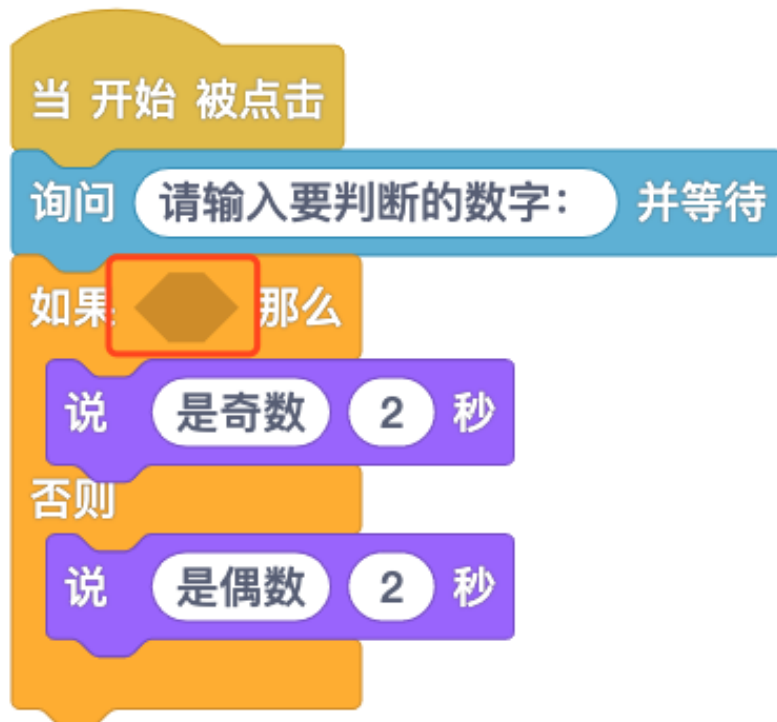 当 开始 被点击
询问 请输入要判断的数字： 并等待
如果 那么
说 是奇数 2 秒
否则
说 是偶数 2 秒